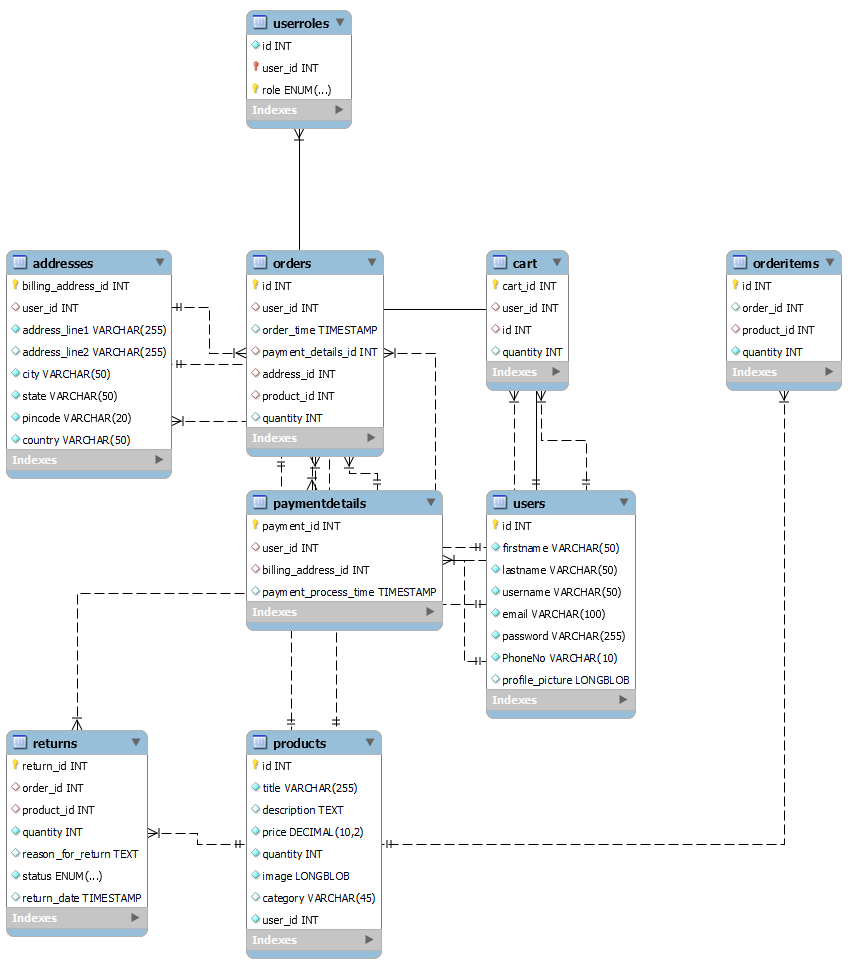 userroles
id INT
user_id INT
role ENUM(...)
Indexes
addresses
billing_address_id INT
user_id INT
address_line1 VARCHAR(255)
address_line2 VARCHAR(255)
city VARCHAR(50)
state VARCHAR(50)
pincode VARCHAR(20)
country VARCHAR(50)
Indexes
orders
id INT
user_id INT
order_time TIMESTAMP
payment_details_id INT
address_id INT
product_id INT
quantity INT
Indexes
cart
cart_id INT
user_id INT
id INT
quantity INT
Indexes
orderitems
id INT
order_id INT
product_id INT
quantity INT
Indexes
paymentdetails
payment_id INT
user_id INT
billing_address_id INT
payment_process_time TIMESTAMP
Indexes
users
id INT
firstname VARCHAR(50)
lastname VARCHAR(50)
username VARCHAR(50)
email VARCHAR(100)
password VARCHAR(255)
PhoneNo VARCHAR(10)
profile_picture LONGBLOB
Indexes
returns
return_id INT
order_id INT
product_id INT
quantity INT
reason_for_return TEXT
status ENUM(...)
return_date TIMESTAMP
Indexes
products
id INT
title VARCHAR(255)
description TEXT
price DECIMAL(10,2)
quantity INT
image LONGBLOB
category VARCHAR(45)
user_id INT
Indexes